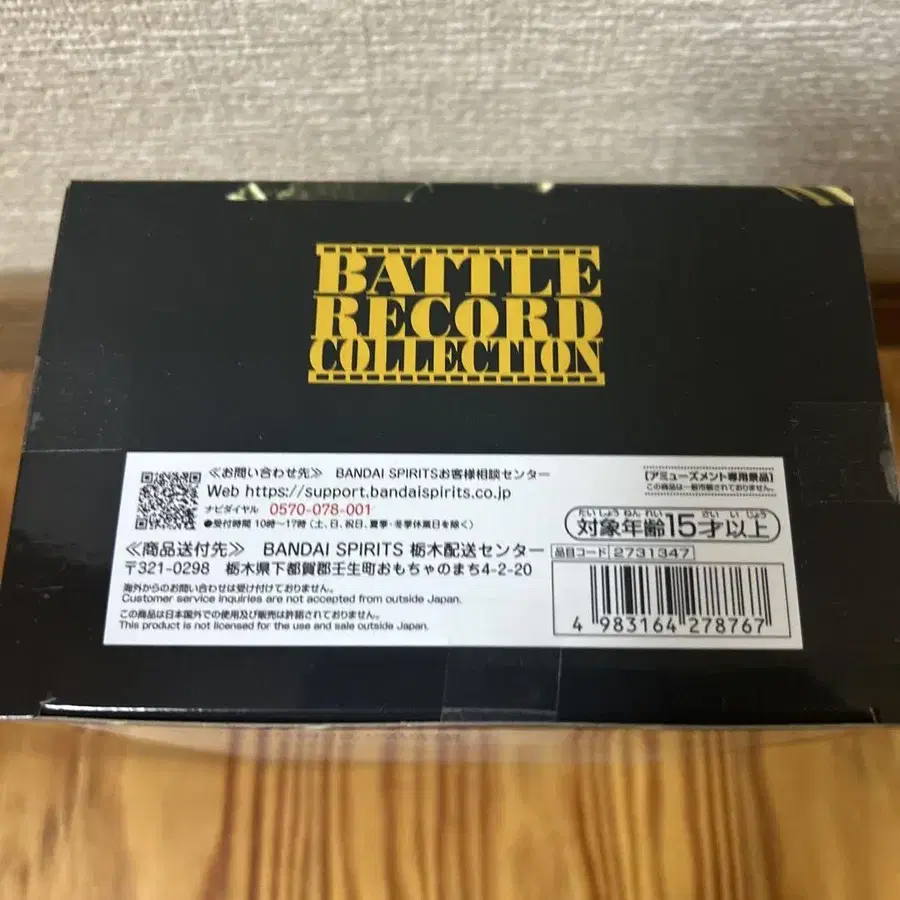 BATTLE
RECORD
COLLECTION
≪お問い合わせ先≫ BANDAI SPIRITSお客様相談センター
Web https://support.bandaispirits.co.jp
ナビダイヤル 0570-078-001
●受付時間 10時～17時 (土、日、祝日、夏季・冬季休業日を除く)
≪商品送付先≫ BANDAI SPIRITS 栃木配送センター
〒321-0298 栃木県下都賀郡壬生町おもちゃのまち4-2-20
海外からのお問い合わせは受け付けておりません。
Customer service inquiries are not accepted from outside Japan.
この商品は日本国外での使用及び販売は許諾されておりません。
This product is not licensed for the use and sale outside Japan.
[アミューズメント専用景品]
この商品は一般市販されておりません。
たいしょうねんれい さいいじょう
対象年齢15才以上
品目コード 2731347
4 983164 278767